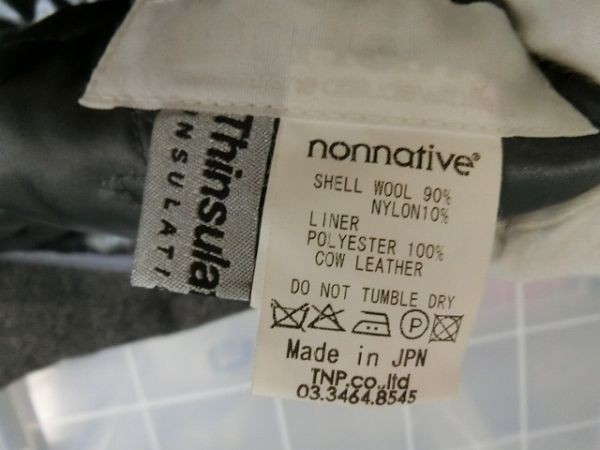 Thinsula
INSULATI
nonnative®
SHELL WOOL 90%
NYLON10%
LINER
POLYESTER 100%
COW LEATHER
DO NOT TUMBLE DRY
P
Made in JPN
TNP.co.,ltd
03.3464.8545